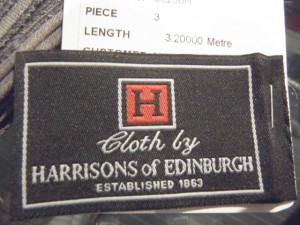 PIECE 3
LENGTH 3.20000 Metre
H
Cloth by
HARRISONS of EDINBURGH
ESTABLISHED 1863